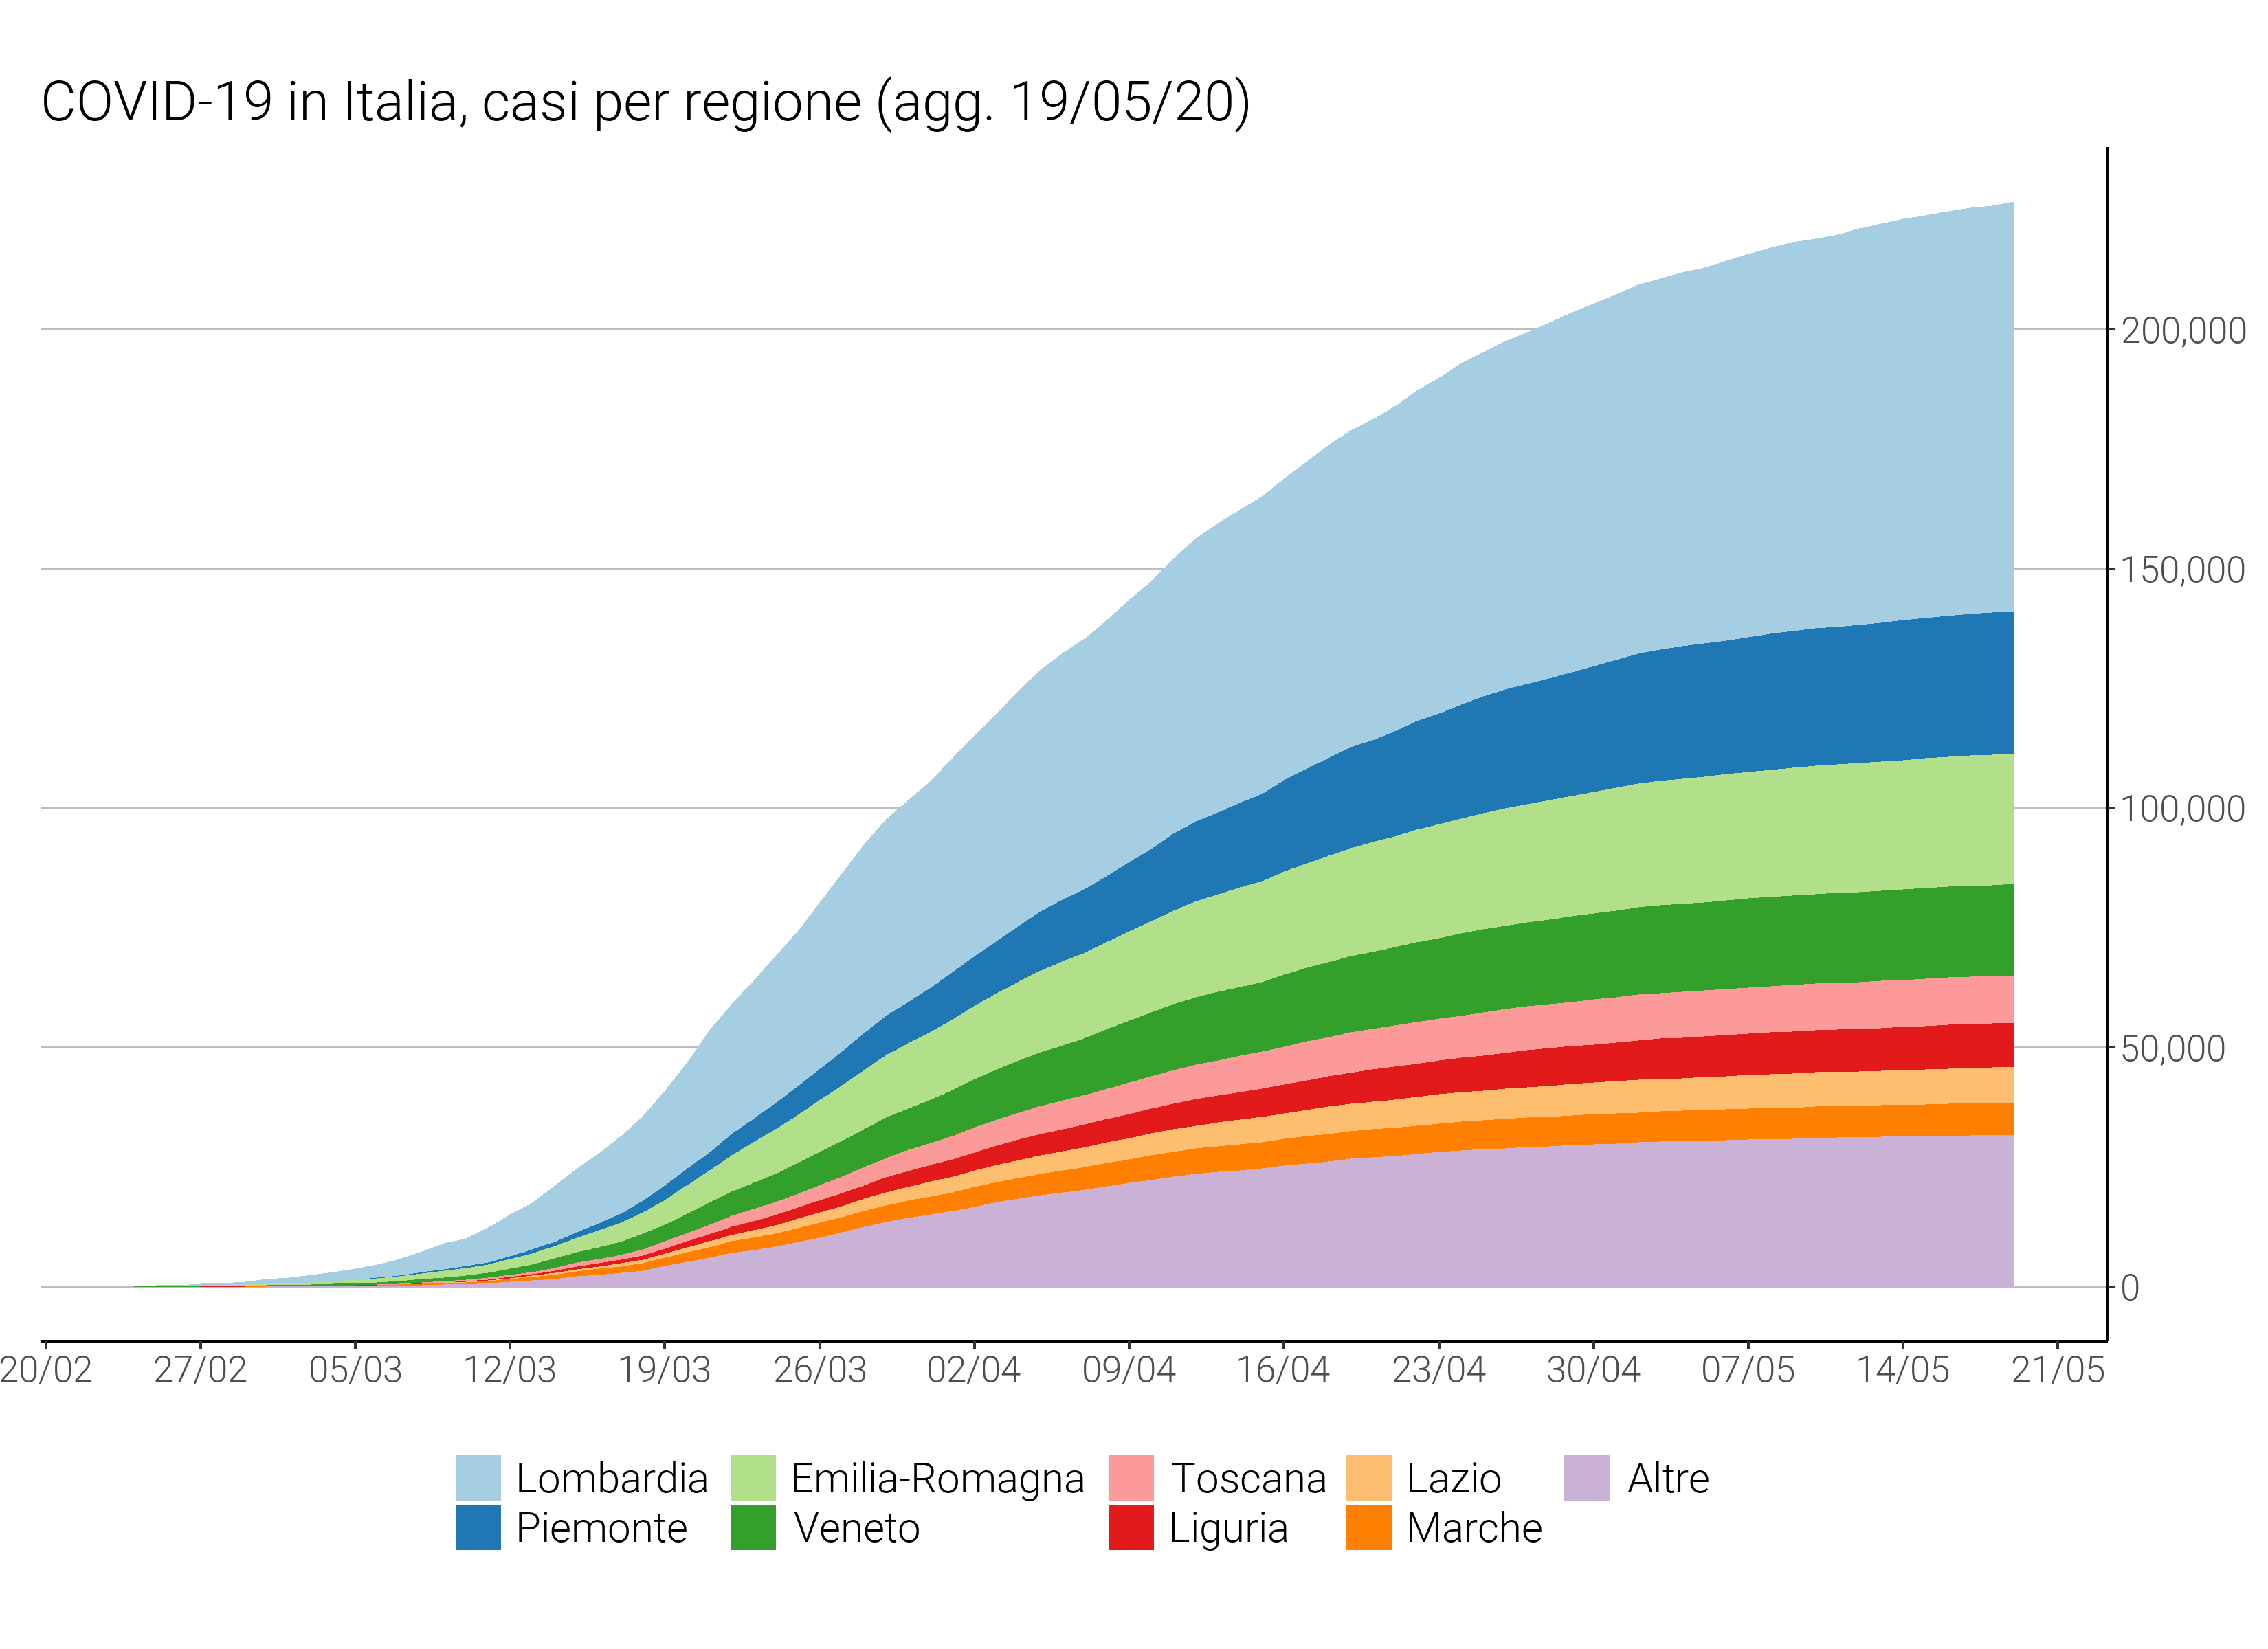 COVID-19 in Italia, casi per regione (agg. 19/05/20)
200,000
150,000
100,000
50,000
0
20/02 27/02 05/03 12/03 19/03 26/03 02/04 09/04 16/04 23/04 30/04 07/05 14/05 21/05
Lombardia Emilia-Romagna Toscana Lazio Altre
Piemonte Veneto Liguria Marche